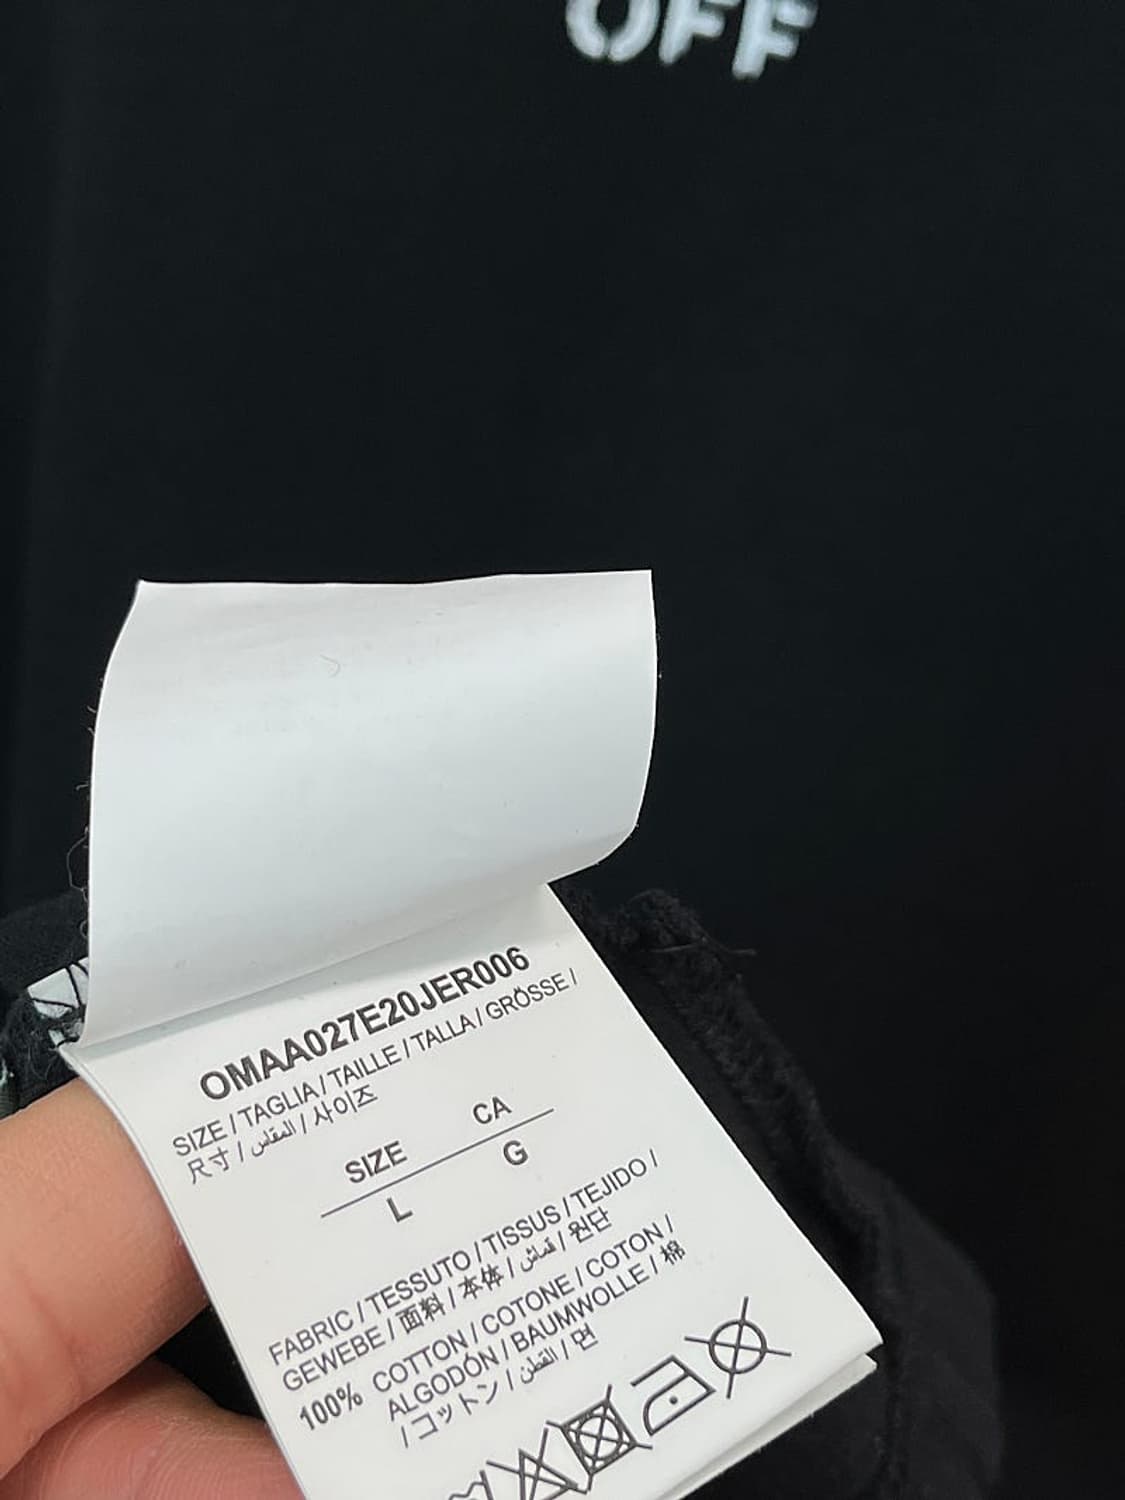 OFF
OMAA027E20JER006
SIZE / TAGLIA / TAILLE / TALLA / GRÖSSE /
尺寸 / المقاس / 사이즈
SIZE CA
L G
FABRIC / TESSUTO / TISSUS / TEJIDO /
GEWEBE / 面料 / 本体 / قماش / 원단
100% COTTON / COTONE / COTON /
ALGODÓN / BAUMWOLLE / 棉
/ コットン / القطن / 면